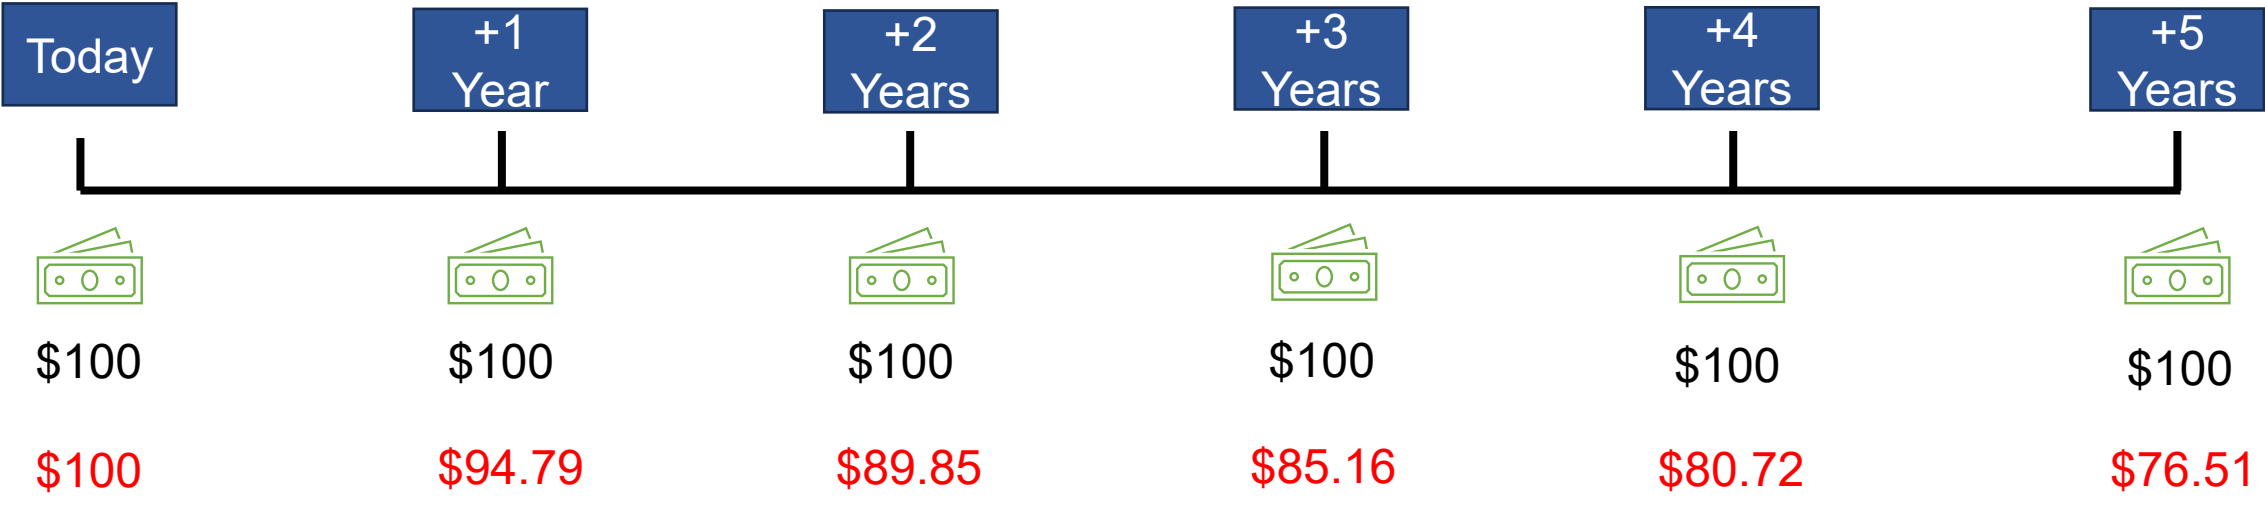 Today
+1
Year
+2
Years
+3
Years
+4
Years
+5
Years
$100 $100 $100 $100 $100 $100
$100 $94.79 $89.85 $85.16 $80.72 $76.51